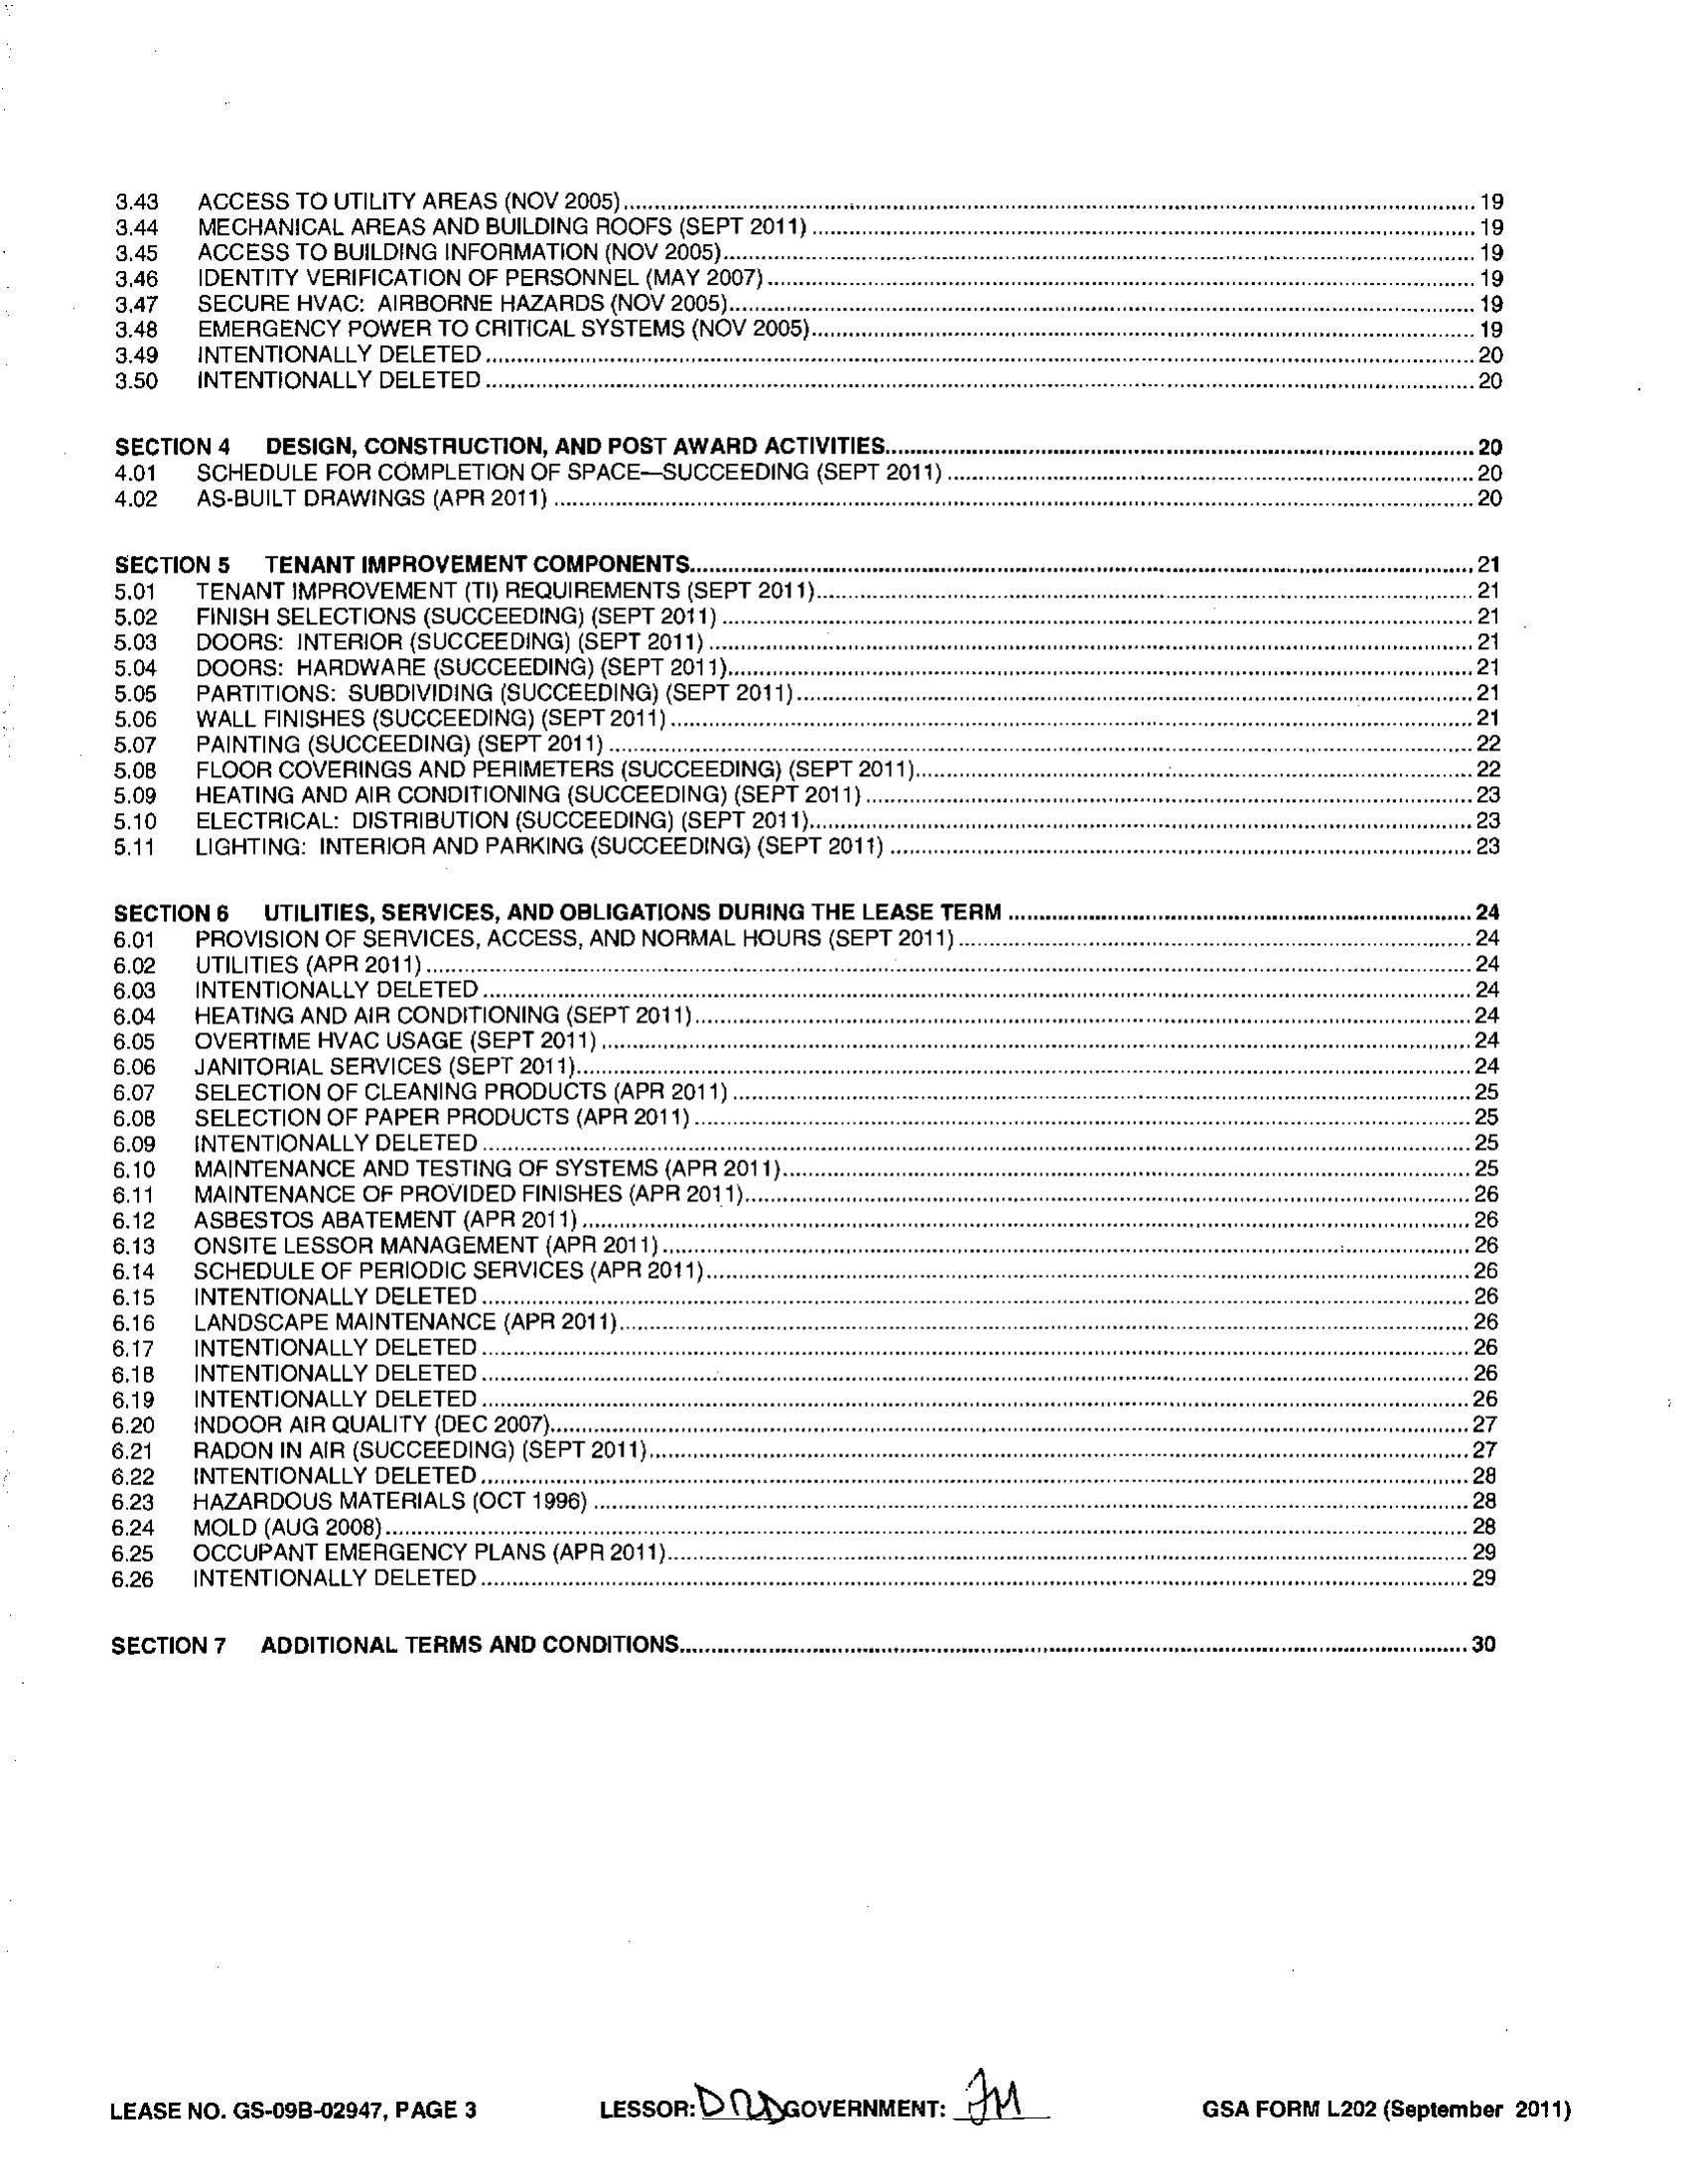 3.43 ACCESS TO UTILITY AREAS (NOV 2005) 19
3.44 MECHANICAL AREAS AND BUILDING ROOFS (SEPT 2011) 19
3.45 ACCESS TO BUILDING INFORMATION (NOV 2005) 19
3.46 IDENTITY VERIFICATION OF PERSONNEL (MAY 2007) 19
3.47 SECURE HVAC: AIRBORNE HAZARDS (NOV 2005) 19
3.48 EMERGENCY POWER TO CRITICAL SYSTEMS (NOV 2005) 19
3.49 INTENTIONALLY DELETED 20
3.50 INTENTIONALLY DELETED 20
SECTION 4 DESIGN, CONSTRUCTION, AND POST AWARD ACTIVITIES 20
4.01 SCHEDULE FOR COMPLETION OF SPACE—SUCCEEDING (SEPT 2011) 20
4.02 AS-BUILT DRAWINGS (APR 2011) 20
SECTION 5 TENANT IMPROVEMENT COMPONENTS 21
5.01 TENANT IMPROVEMENT (TI) REQUIREMENTS (SEPT 2011) 21
5.02 FINISH SELECTIONS (SUCCEEDING) (SEPT 2011) 21
5.03 DOORS: INTERIOR (SUCCEEDING) (SEPT 2011) 21
5.04 DOORS: HARDWARE (SUCCEEDING) (SEPT 2011) 21
5.05 PARTITIONS: SUBDIVIDING (SUCCEEDING) (SEPT 2011) 21
5.06 WALL FINISHES (SUCCEEDING) (SEPT 2011) 21
5.07 PAINTING (SUCCEEDING) (SEPT 2011) 22
5.08 FLOOR COVERINGS AND PERIMETERS (SUCCEEDING) (SEPT 2011) 22
5.09 HEATING AND AIR CONDITIONING (SUCCEEDING) (SEPT 2011) 23
5.10 ELECTRICAL: DISTRIBUTION (SUCCEEDING) (SEPT 2011) 23
5.11 LIGHTING: INTERIOR AND PARKING (SUCCEEDING) (SEPT 2011) 23
SECTION 6 UTILITIES, SERVICES, AND OBLIGATIONS DURING THE LEASE TERM 24
6.01 PROVISION OF SERVICES, ACCESS, AND NORMAL HOURS (SEPT 2011) 24
6.02 UTILITIES (APR 2011) 24
6.03 INTENTIONALLY DELETED 24
6.04 HEATING AND AIR CONDITIONING (SEPT 2011) 24
6.05 OVERTIME HVAC USAGE (SEPT 2011) 24
6.06 JANITORIAL SERVICES (SEPT 2011) 24
6.07 SELECTION OF CLEANING PRODUCTS (APR 2011) 25
6.08 SELECTION OF PAPER PRODUCTS (APR 2011) 25
6.09 INTENTIONALLY DELETED 25
6.10 MAINTENANCE AND TESTING OF SYSTEMS (APR 2011) 25
6.11 MAINTENANCE OF PROVIDED FINISHES (APR 2011) 26
6.12 ASBESTOS ABATEMENT (APR 2011) 26
6.13 ONSITE LESSOR MANAGEMENT (APR 2011) 26
6.14 SCHEDULE OF PERIODIC SERVICES (APR 2011) 26
6.15 INTENTIONALLY DELETED 26
6.16 LANDSCAPE MAINTENANCE (APR 2011) 26
6.17 INTENTIONALLY DELETED 26
6.18 INTENTIONALLY DELETED 26
6.19 INTENTIONALLY DELETED 26
6.20 INDOOR AIR QUALITY (DEC 2007) 27
6.21 RADON IN AIR (SUCCEEDING) (SEPT 2011) 27
6.22 INTENTIONALLY DELETED 28
6.23 HAZARDOUS MATERIALS (OCT 1996) 28
6.24 MOLD (AUG 2008) 28
6.25 OCCUPANT EMERGENCY PLANS (APR 2011) 29
6.26 INTENTIONALLY DELETED 29
SECTION 7 ADDITIONAL TERMS AND CONDITIONS 30
LEASE NO. GS-09B-02947, PAGE 3 LESSOR: GOVERNMENT: GSA FORM L202 (September 2011)